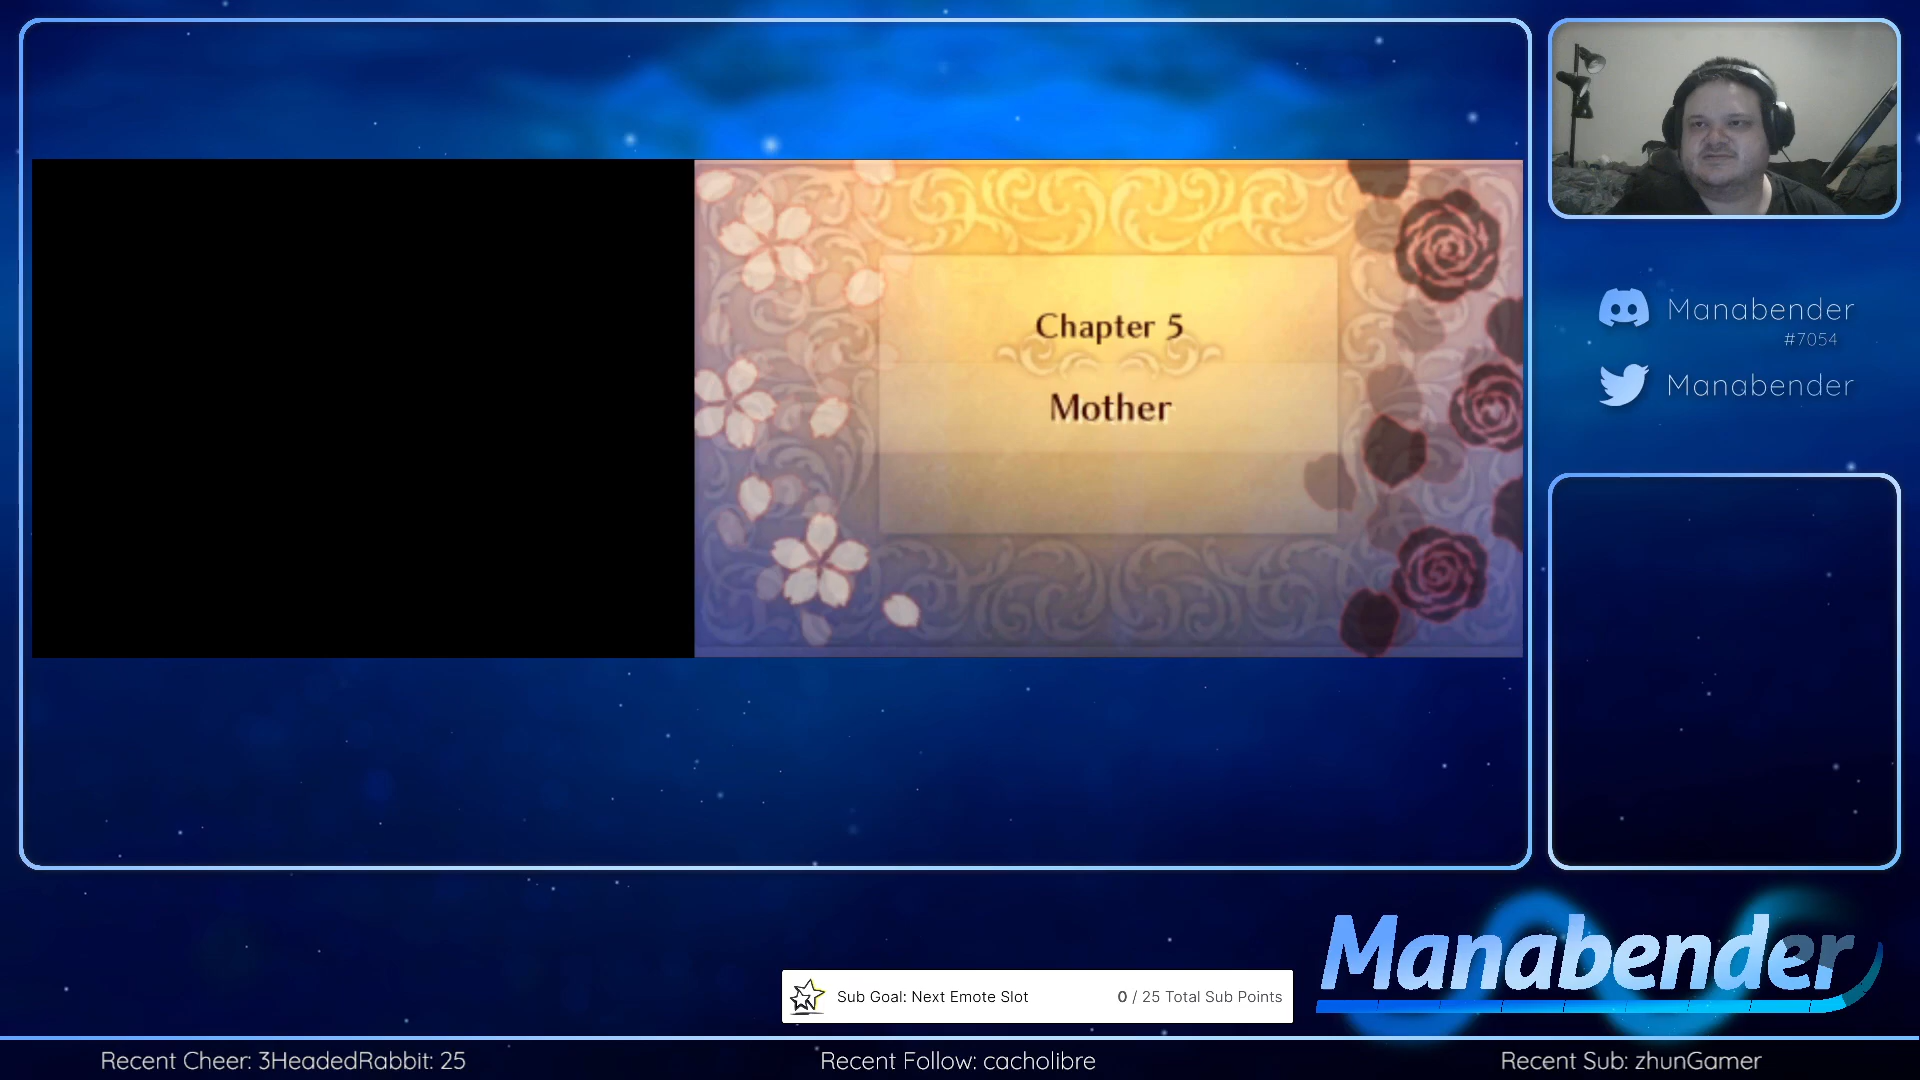 Chapter 5
Mother
Manabender
#7054
Manabender
Manabender
Sub Goal: Next Emote Slot
0 / 25 Total Sub Points
Recent Cheer: 3HeadedRabbit: 25
Recent Follow: cacholibre
Recent Sub: zhunGamer